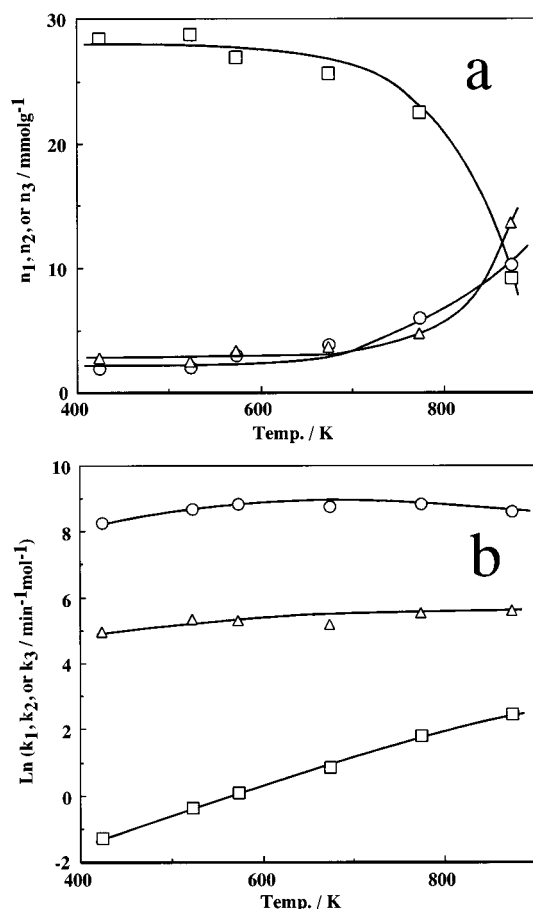 a
30
20
10
0
n1, n2, or n3 / mmolg-1
400
600
800
Temp. / K
b
10
8
6
4
2
0
-2
Ln (k1, k2, or k3 / min-1mol-1)
400
600
800
Temp. / K